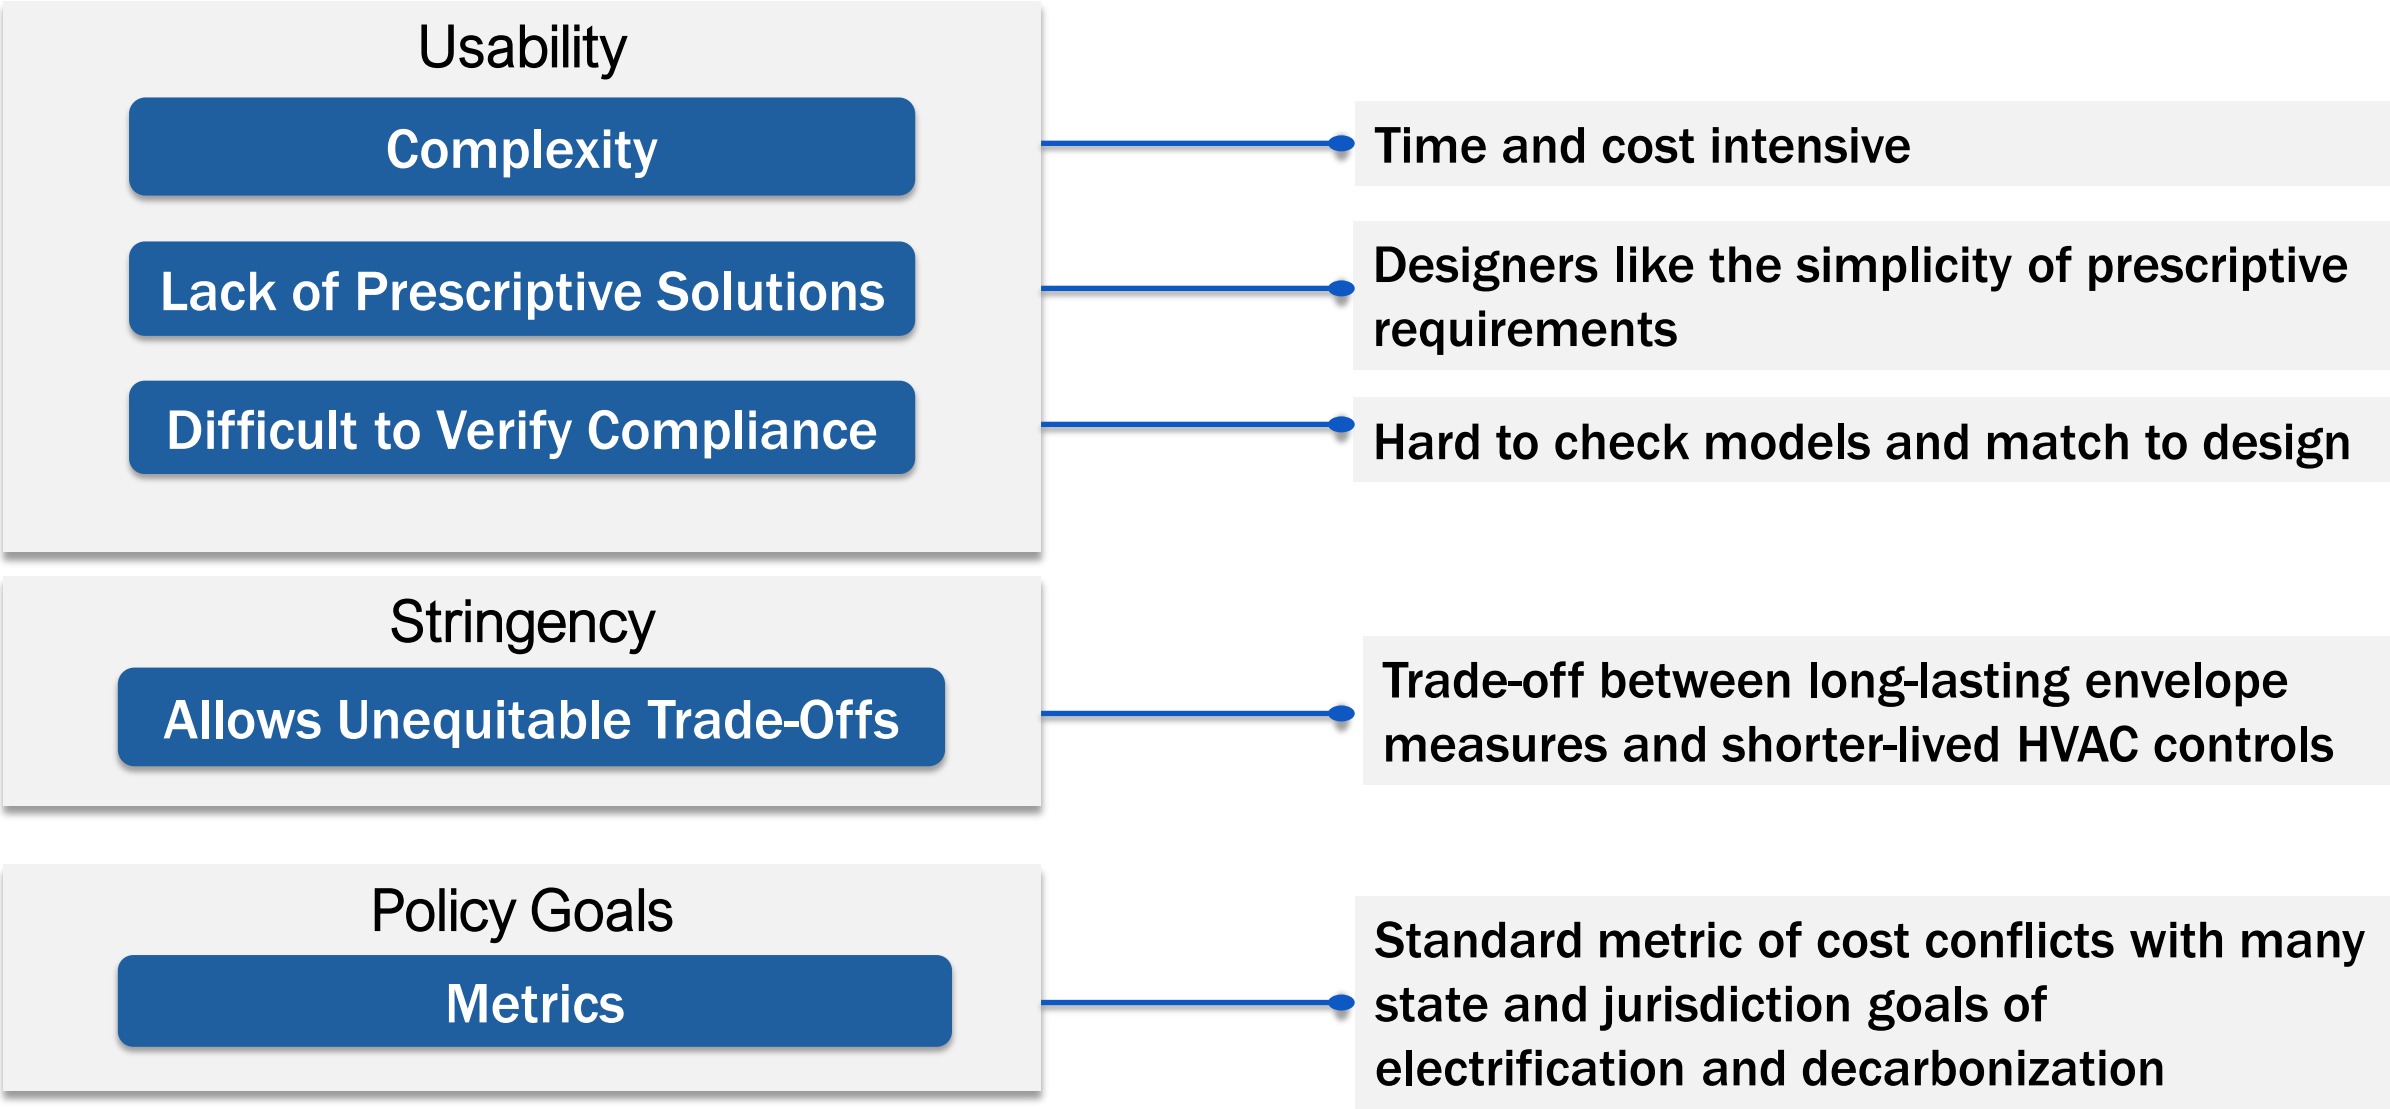 Usability
Complexity
Time and cost intensive
Lack of Prescriptive Solutions
Designers like the simplicity of prescriptive
requirements
Difficult to Verify Compliance
Hard to check models and match to design
Stringency
Allows Unequitable Trade-Offs
Trade-off between long-lasting envelope
measures and shorter-lived HVAC controls
Policy Goals
Metrics
Standard metric of cost conflicts with many
state and jurisdiction goals of
electrification and decarbonization